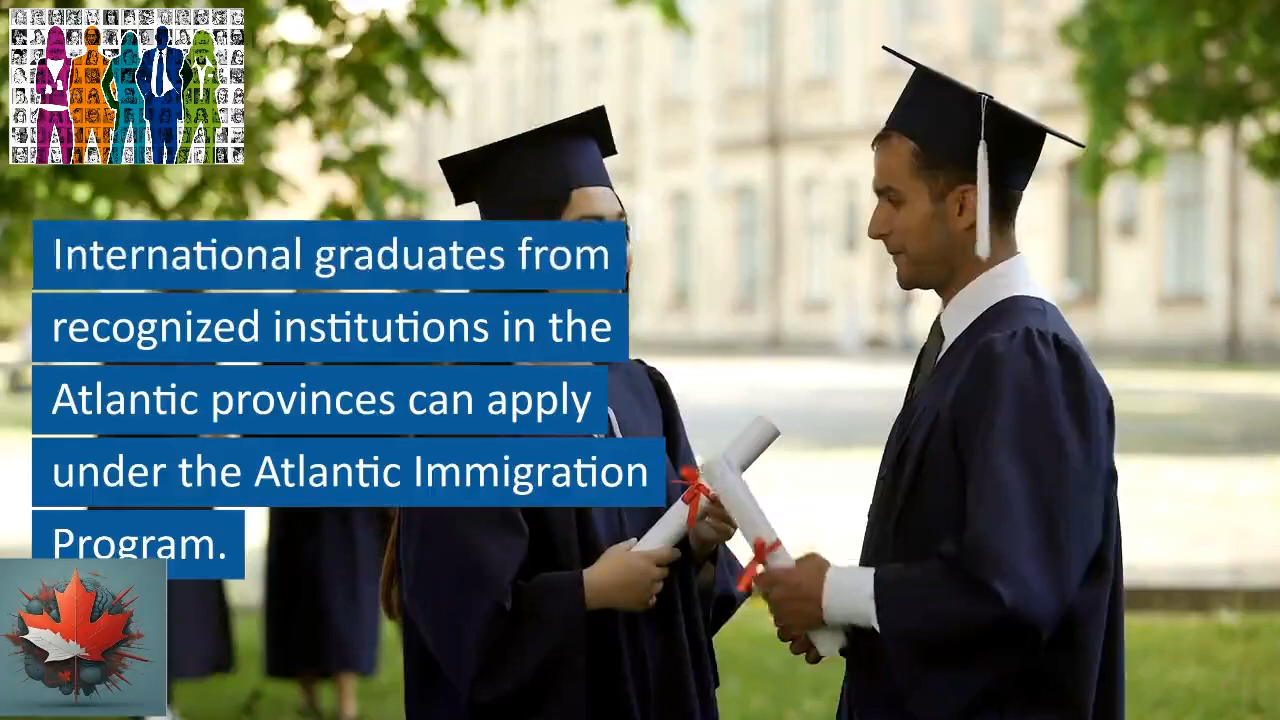 International graduates from
recognized institutions in the
Atlantic provinces can apply
under the Atlantic Immigration
Program.